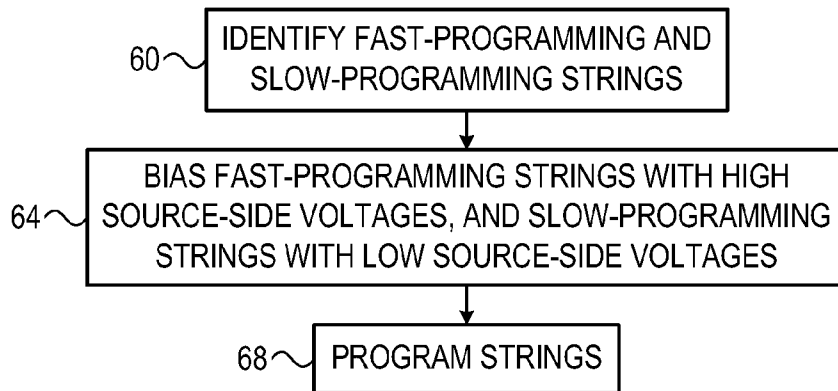 60
IDENTIFY FAST-PROGRAMMING AND
SLOW-PROGRAMMING STRINGS
64
BIAS FAST-PROGRAMMING STRINGS WITH HIGH
SOURCE-SIDE VOLTAGES, AND SLOW-PROGRAMMING
STRINGS WITH LOW SOURCE-SIDE VOLTAGES
68
PROGRAM STRINGS